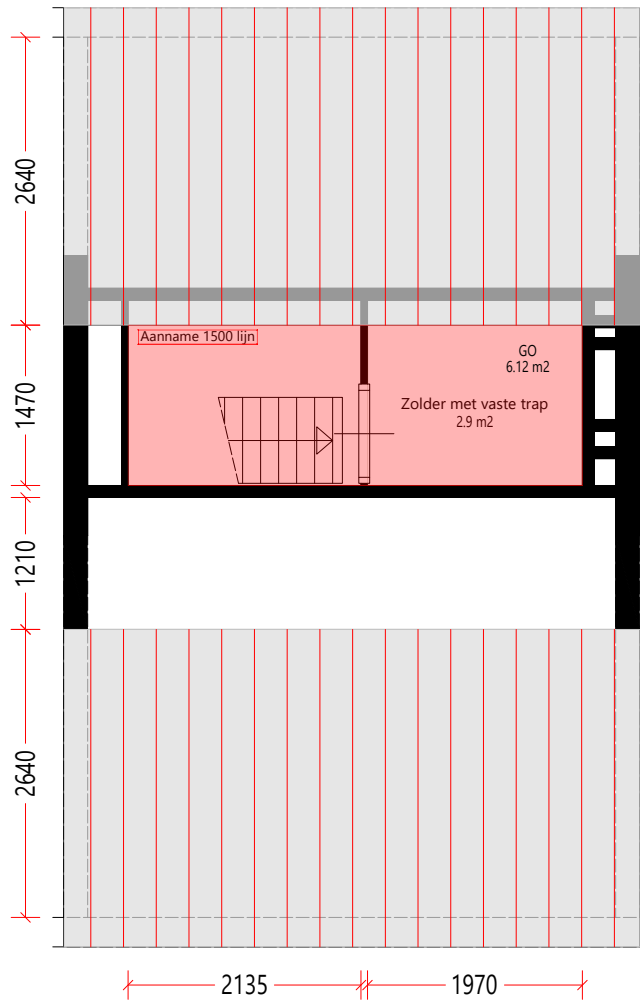 2640
Aanname 1500 lijn
GO
6.12 m2
1470
Zolder met vaste trap
2.9 m2
1210
2640
2135
1970